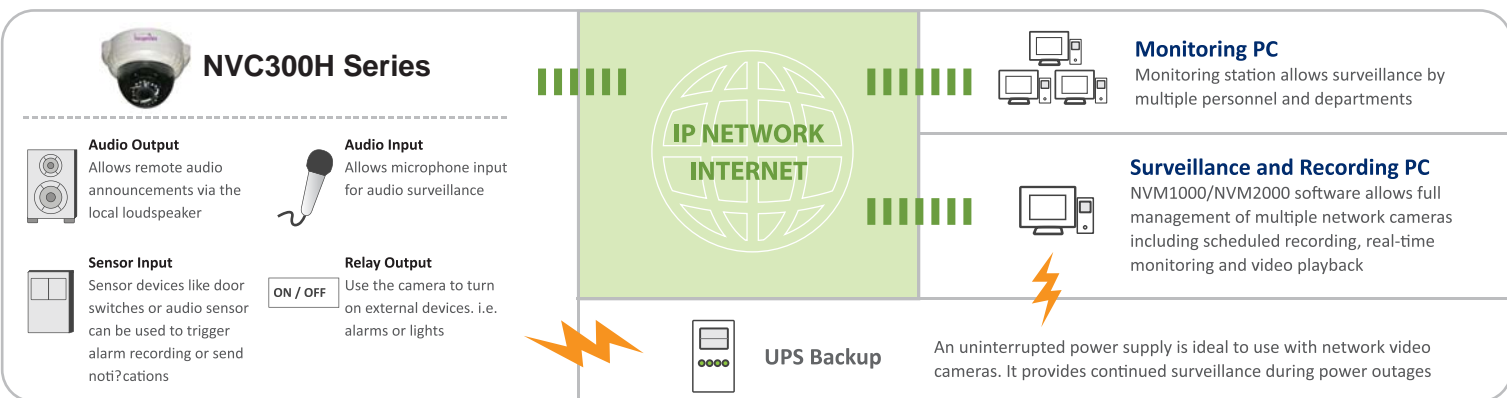 NVC300H Series
Audio Output
Allows remote audio
announcements via the
local loudspeaker
Audio Input
Allows microphone input
for audio surveillance
Sensor Input
Sensor devices like door
switches or audio sensor
can be used to trigger
alarm recording or send
noti?cations
ON / OFF
Relay Output
Use the camera to turn
on external devices. i.e.
alarms or lights
IP NETWORK
INTERNET
Monitoring PC
Monitoring station allows surveillance by
multiple personnel and departments
Surveillance and Recording PC
NVM1000/NVM2000 software allows full
management of multiple network cameras
including scheduled recording, real-time
monitoring and video playback
UPS Backup
An uninterrupted power supply is ideal to use with network video
cameras. It provides continued surveillance during power outages